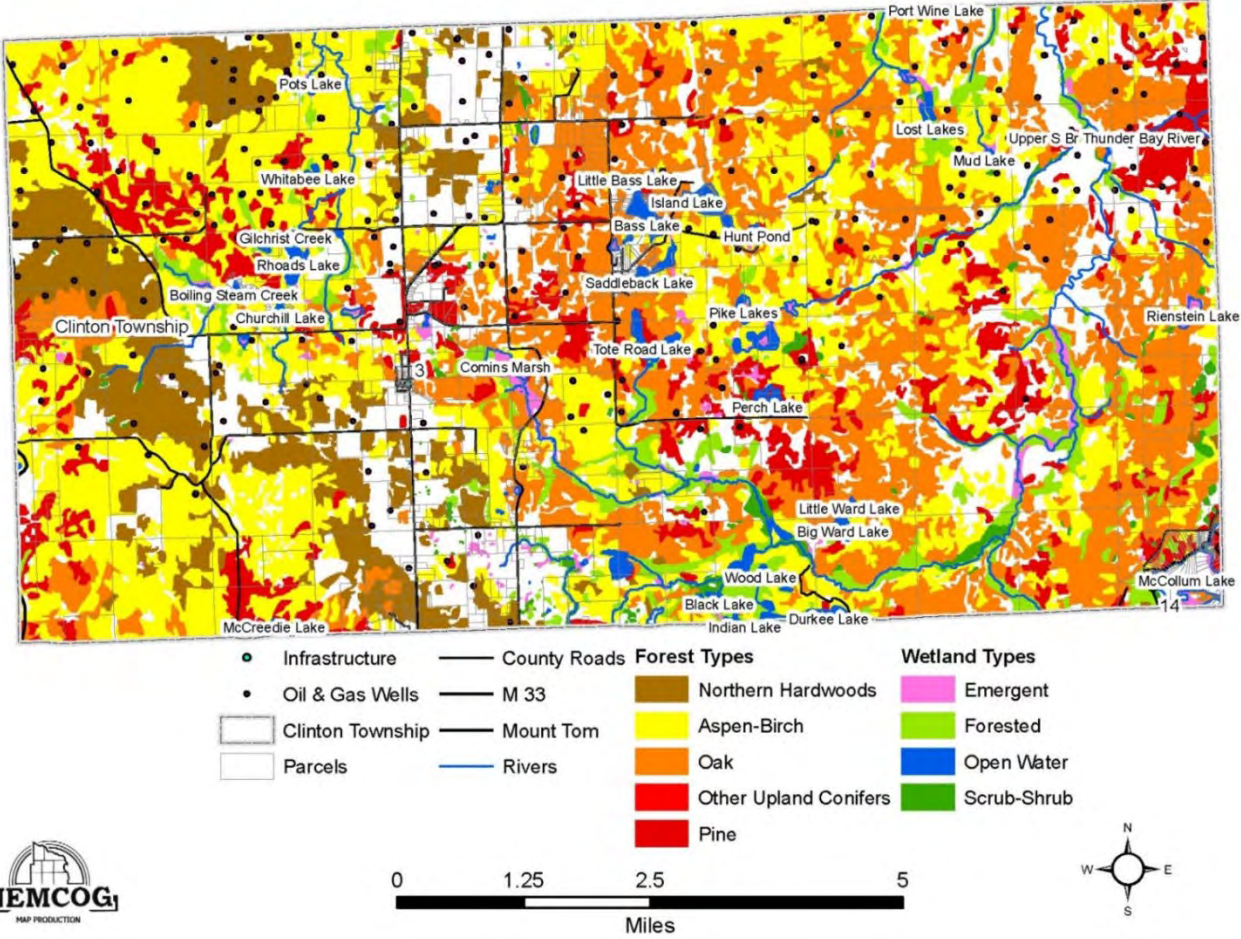 Port Wine Lake
Pots Lake
Lost Lakes
Upper S Br Thunder Bay River
Mud Lake
Whitabee Lake
Little Bass Lake
Island Lake
Bass Lake
Hunt Pond
Gilchrist Creek
Rhoads Lake
Saddleback Lake
Boiling Steam Creek
Churchill Lake
Pike Lakes
Rienstein Lake
Clinton Township
Tote Road Lake
Comins Marsh
3
Perch Lake
Little Ward Lake
Big Ward Lake
Wood Lake
McCollum Lake
Black Lake
14
Durkee Lake
Indian Lake
McCreedie Lake
Infrastructure
Oil & Gas Wells
Clinton Township
Parcels
County Roads
M 33
Mount Tom
Rivers
Forest Types
Northern Hardwoods
Aspen-Birch
Oak
Other Upland Conifers
Pine
Wetland Types
Emergent
Forested
Open Water
Scrub-Shrub
NEMCOG
MAP PRODUCTION
0 1.25 2.5 5
Miles
N
W E
S